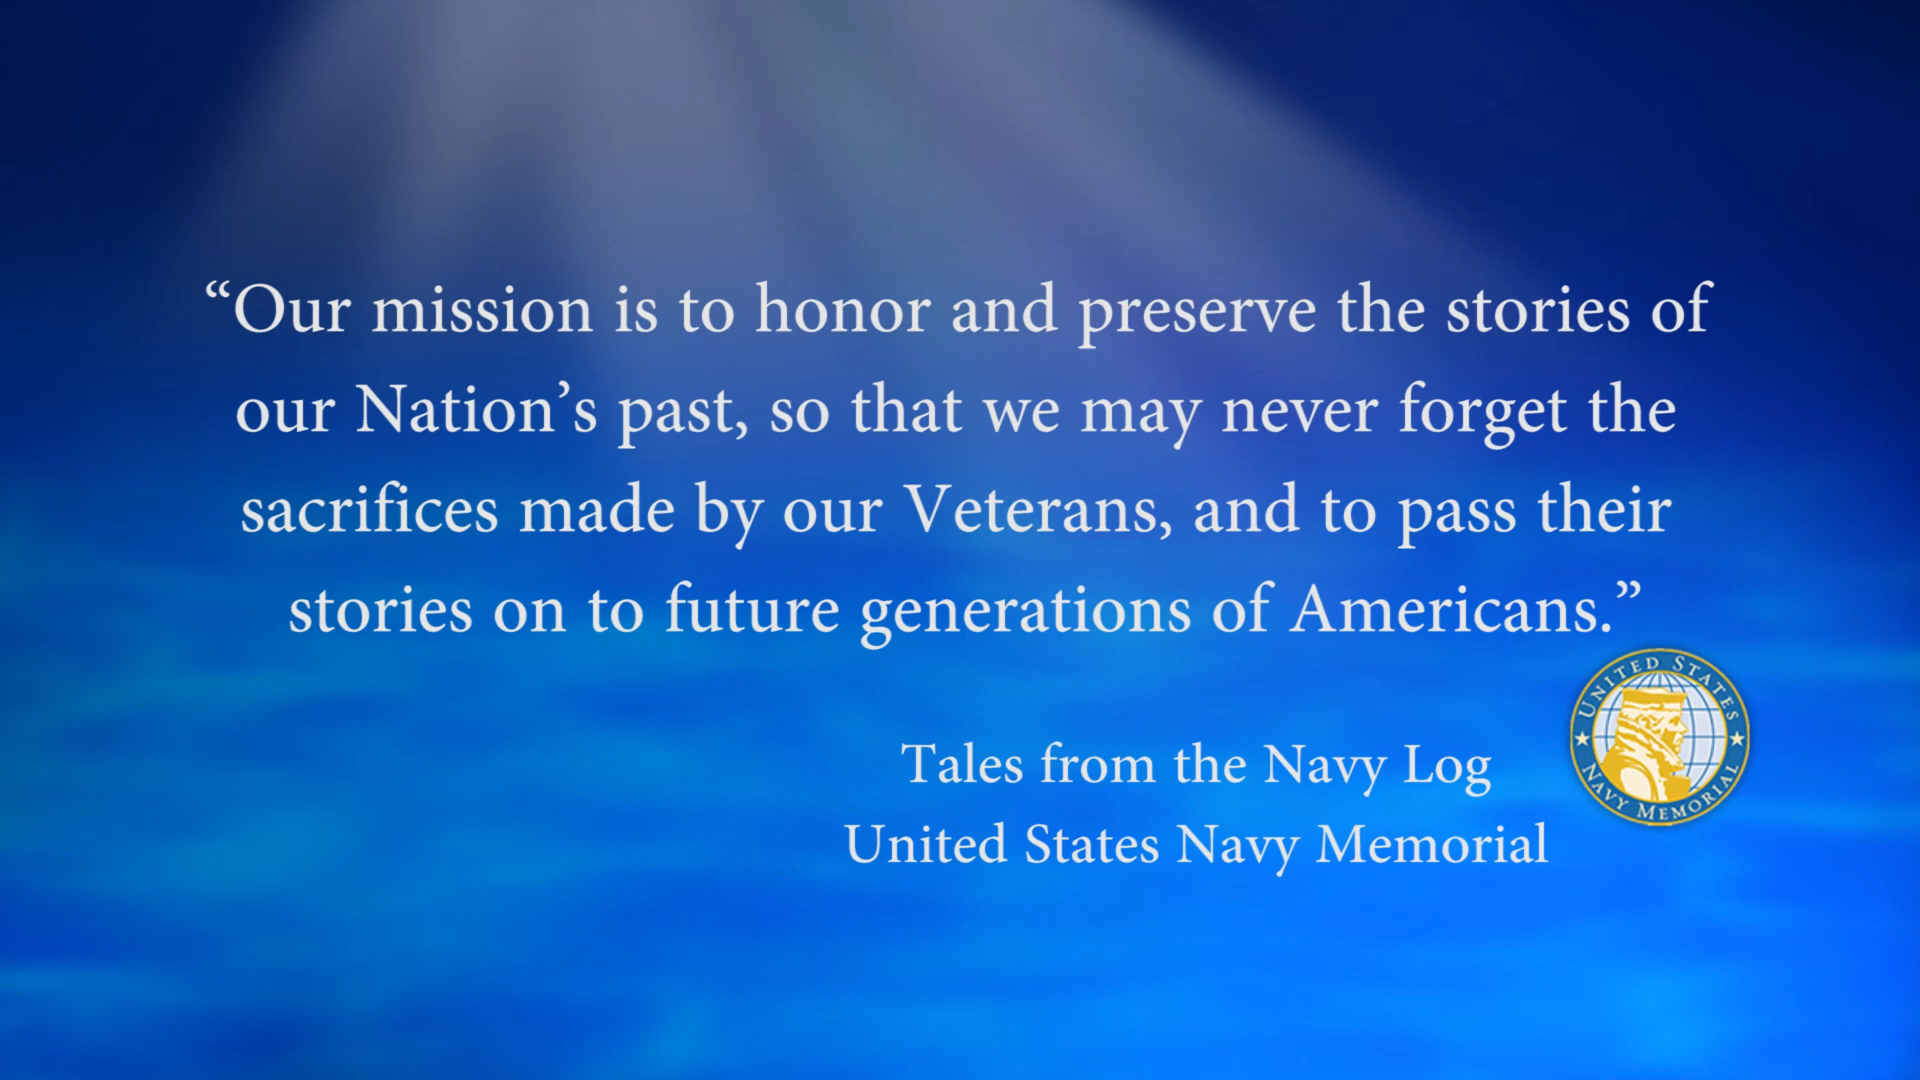 “Our mission is to honor and preserve the stories of
our Nation’s past, so that we may never forget the
sacrifices made by our Veterans, and to pass their
stories on to future generations of Americans.”
Tales from the Navy Log
United States Navy Memorial
UNITED STATES
NAVY MEMORIAL